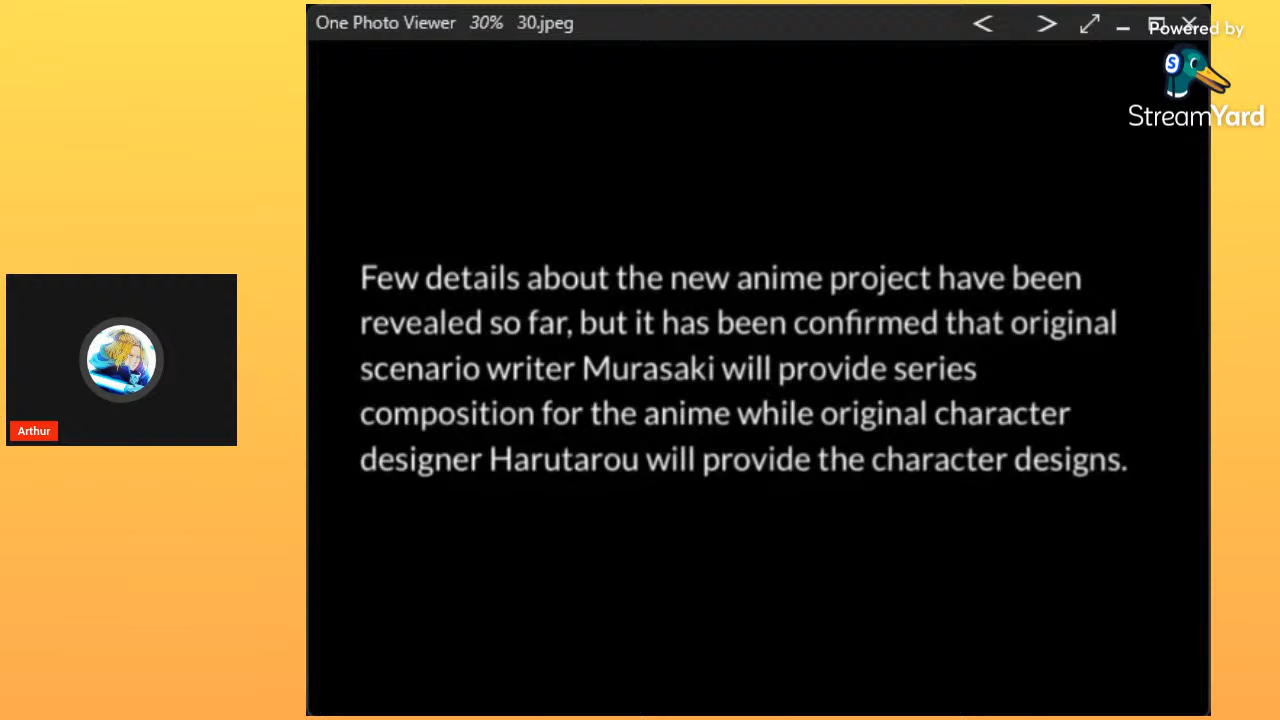 One Photo Viewer 30% 30.jpeg
Powered by
StreamYard
Few details about the new anime project have been
revealed so far, but it has been confirmed that original
scenario writer Murasaki will provide series
composition for the anime while original character
designer Harutarou will provide the character designs.
Arthur